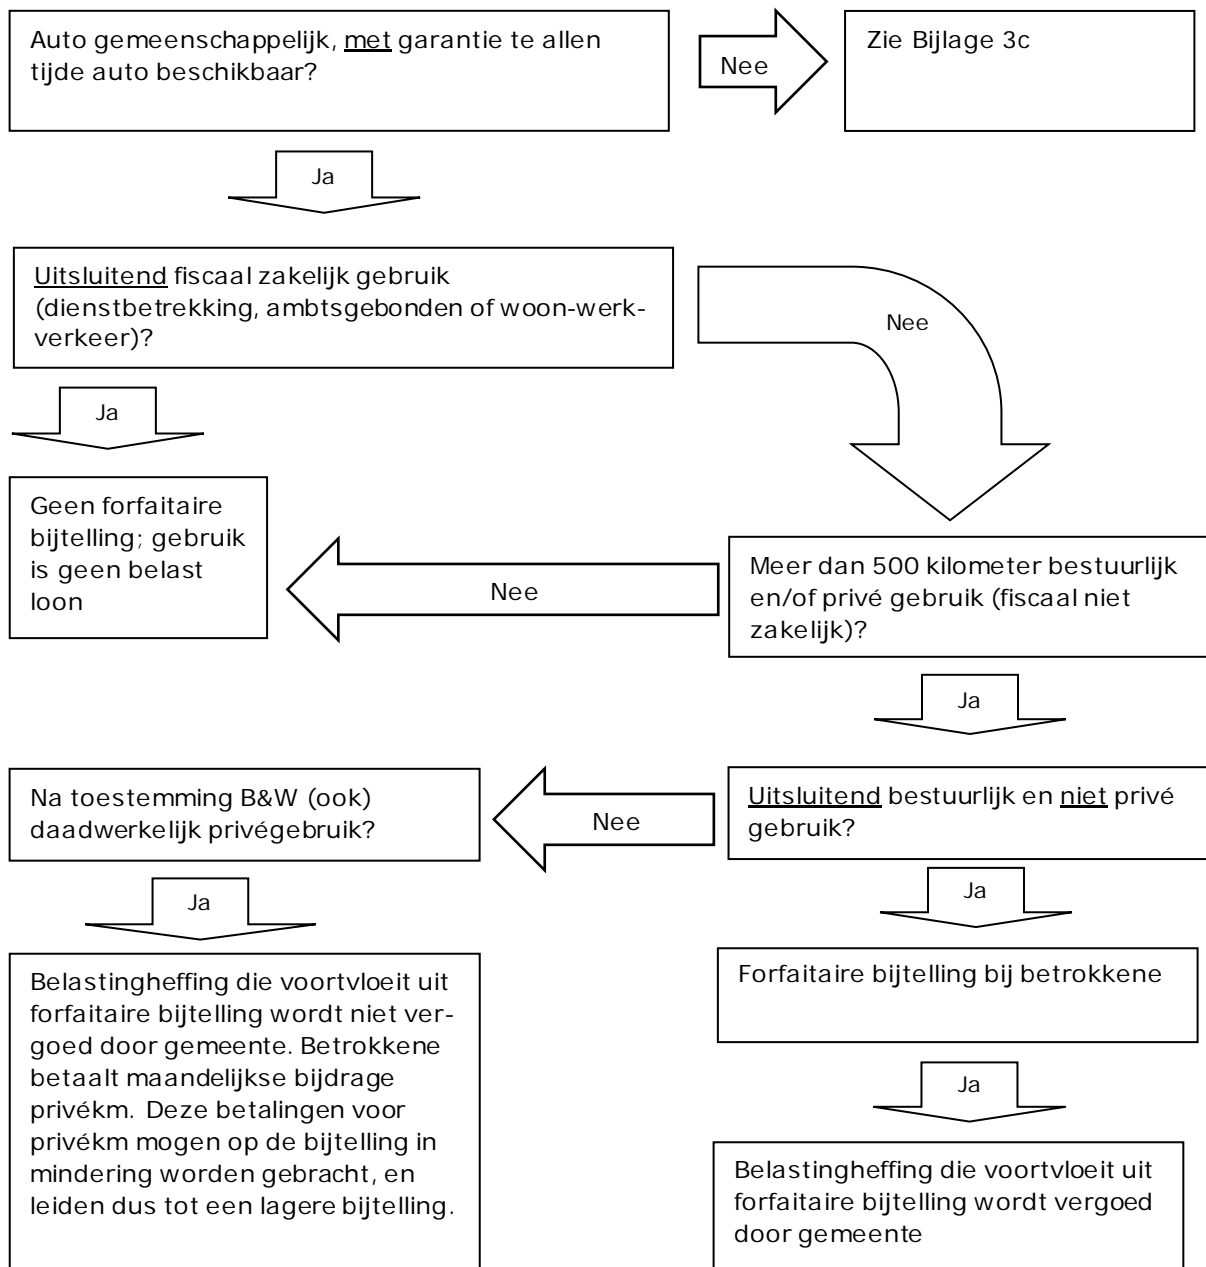 Auto gemeenschappelijk, met garantie te allen
tijde auto beschikbaar?
Nee
Zie Bijlage 3c
Ja
Uitsluitend fiscaal zakelijk gebruik
(dienstbetrekking, ambtsgebonden of woon-werk-
verkeer)?
Nee
Ja
Geen forfaitaire
bijtelling; gebruik
is geen belast
loon
Nee
Meer dan 500 kilometer bestuurlijk
en/of privé gebruik (fiscaal niet
zakelijk)?
Ja
Na toestemming B&W (ook)
daadwerkelijk privégebruik?
Nee
Uitsluitend bestuurlijk en niet privé
gebruik?
Ja
Ja
Belastingheffing die voortvloeit uit
forfaitaire bijtelling wordt niet ver-
goed door gemeente. Betrokkene
betaalt maandelijkse bijdrage
privékm. Deze betalingen voor
privékm mogen op de bijtelling in
mindering worden gebracht, en
leiden dus tot een lagere bijtelling.
Forfaitaire bijtelling bij betrokkene
Ja
Belastingheffing die voortvloeit uit
forfaitaire bijtelling wordt vergoed
door gemeente